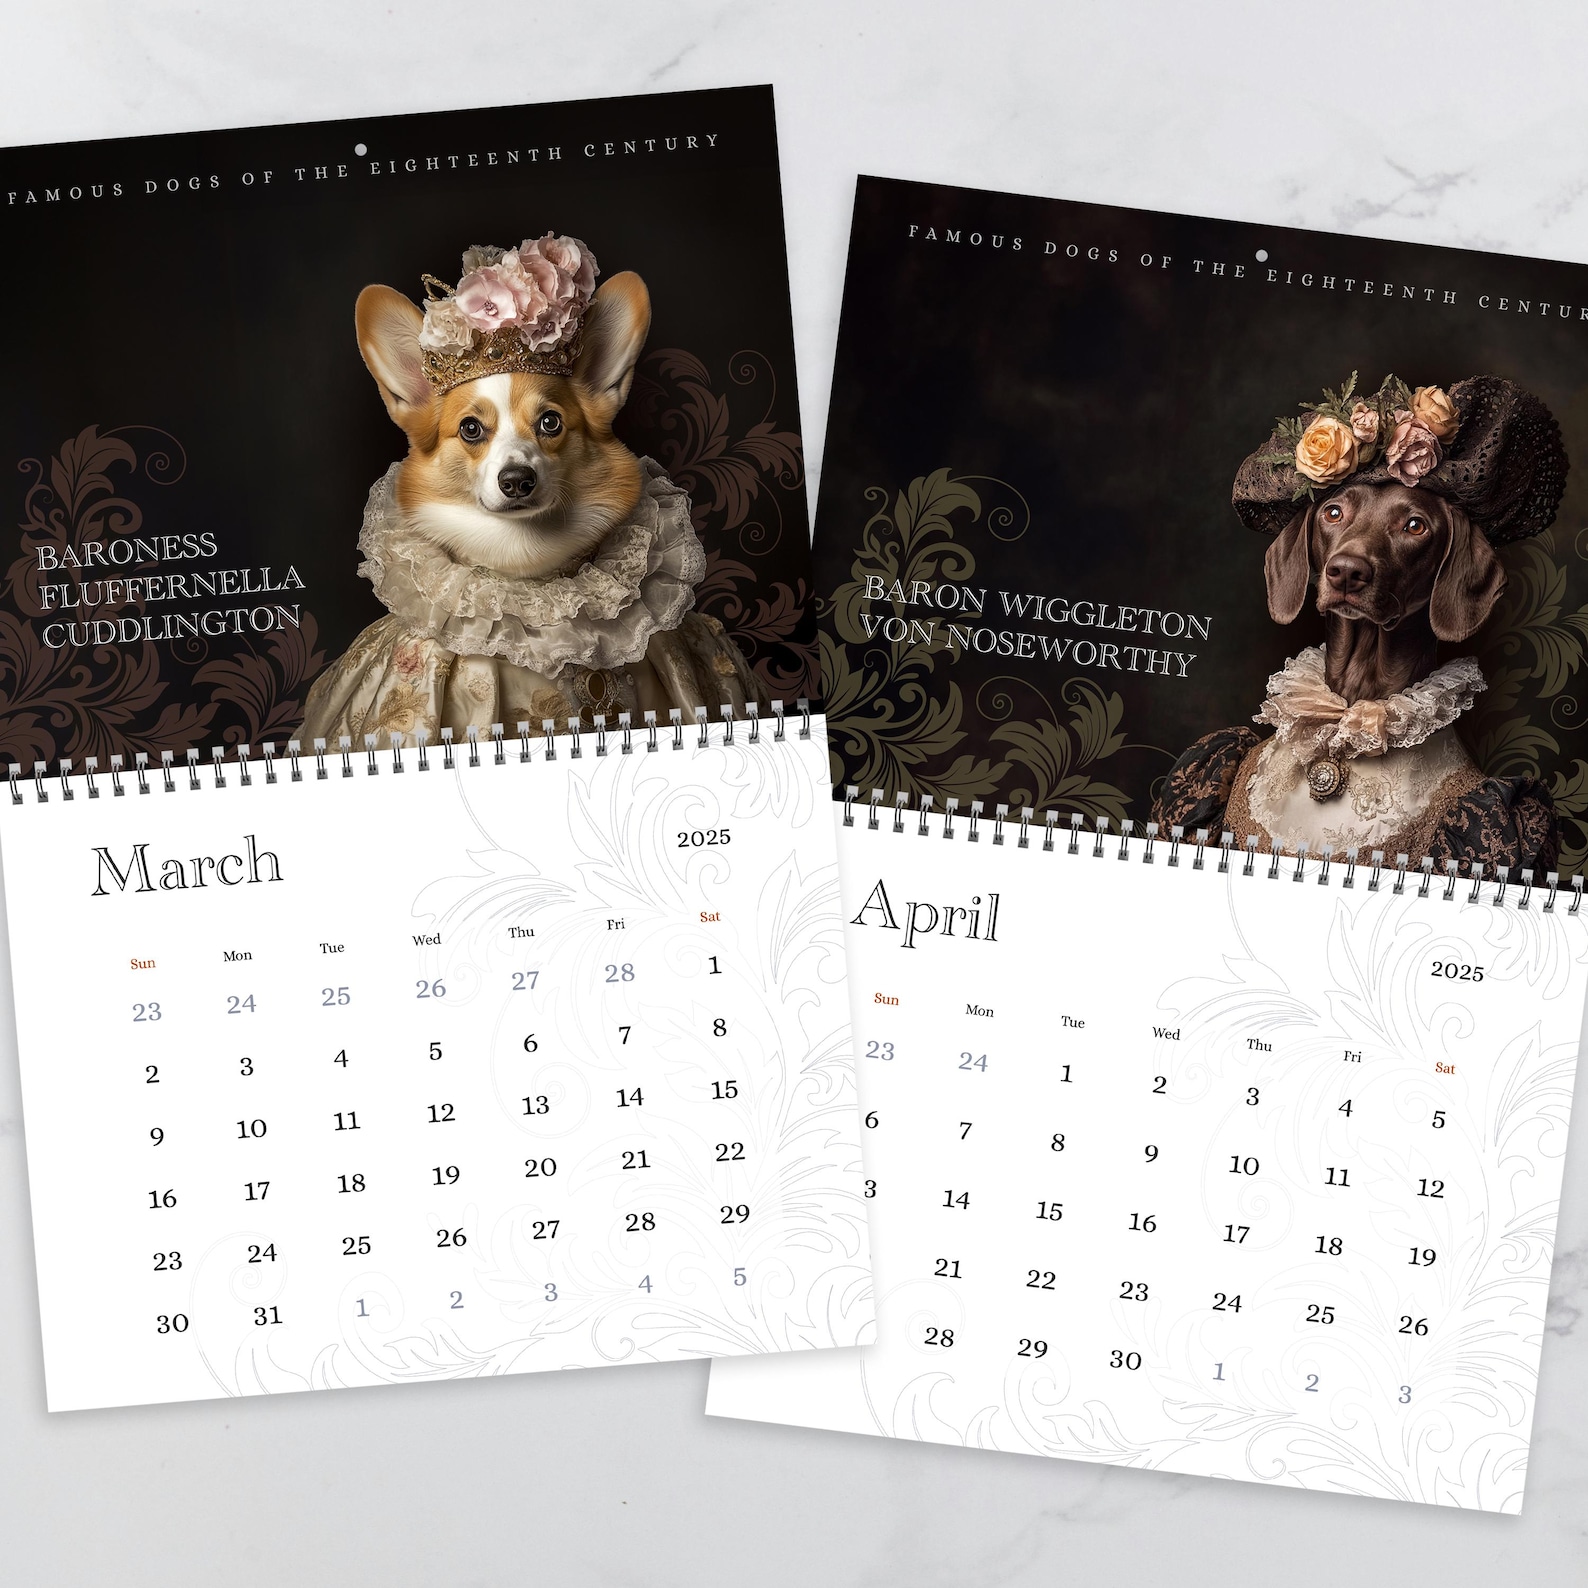 FAMOUS DOGS OF THE EIGHTEENTH CENTURY
BARONESS
FLUFFERNELLA
CUDDLINGTON
March
2025
Sun Mon Tue Wed Thu Fri Sat
23 24 25 26 27 28 1
2 3 4 5 6 7 8
9 10 11 12 13 14 15
16 17 18 19 20 21 22
23 24 25 26 27 28 29
30 31 1 2 3 4 5
FAMOUS DOGS OF THE EIGHTEENTH CENTUR
BARON WIGGLETON
VON NOSEWORTHY
April
2025
Sun Mon Tue Wed Thu Fri Sat
23 24 1 2 3 4 5
6 7 8 9 10 11 12
3 14 15 16 17 18 19
21 22 23 24 25 26
28 29 30 1 2 3